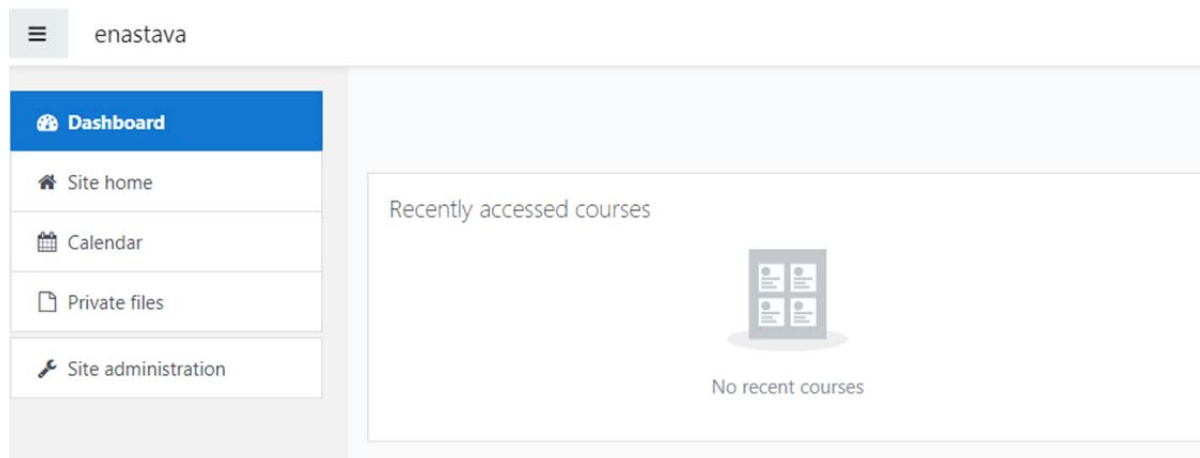 enastava
Dashboard
Site home
Calendar
Private files
Site administration
Recently accessed courses
No recent courses